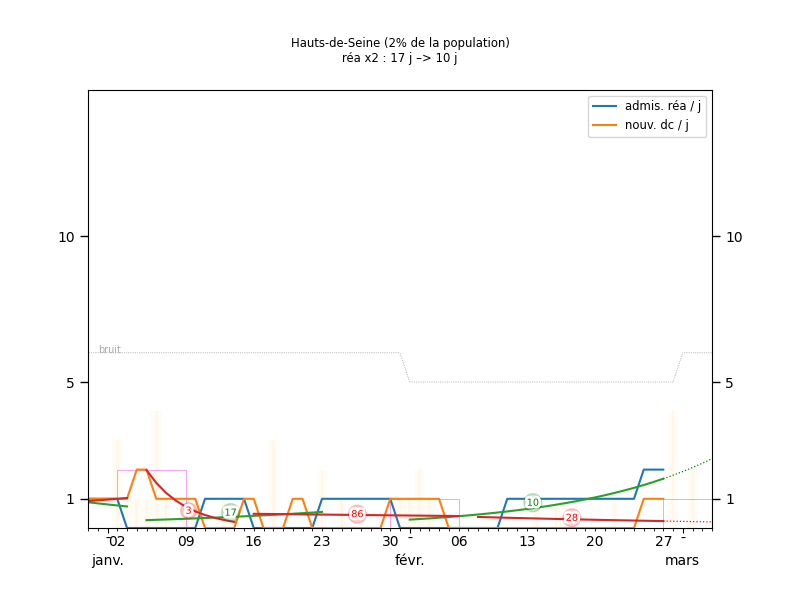 Hauts-de-Seine (2% de la population)
réa x2 : 17 j –> 10 j
admis. réa / j
nouv. dc / j
10
10
bruit
5
5
1
1
3
17
86
10
28
02
09
16
23
30
06
13
20
27
janv.
févr.
mars